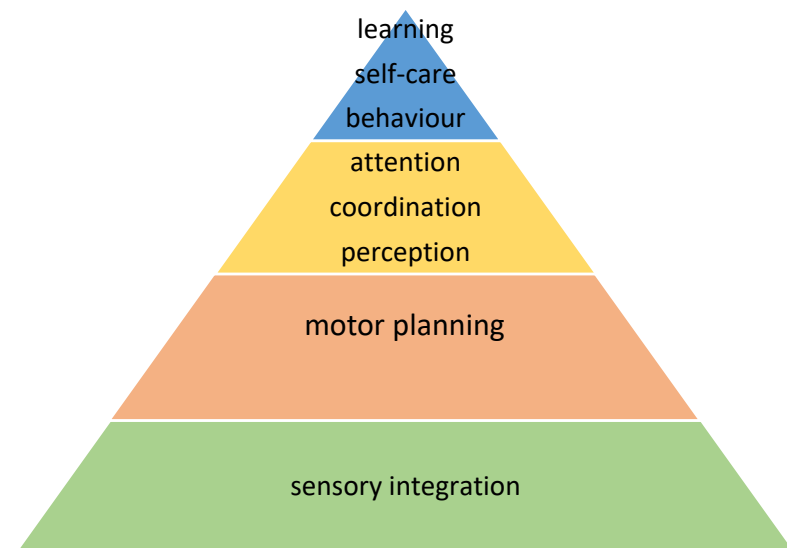 learning
self-care
behaviour
attention
coordination
perception
motor planning
sensory integration